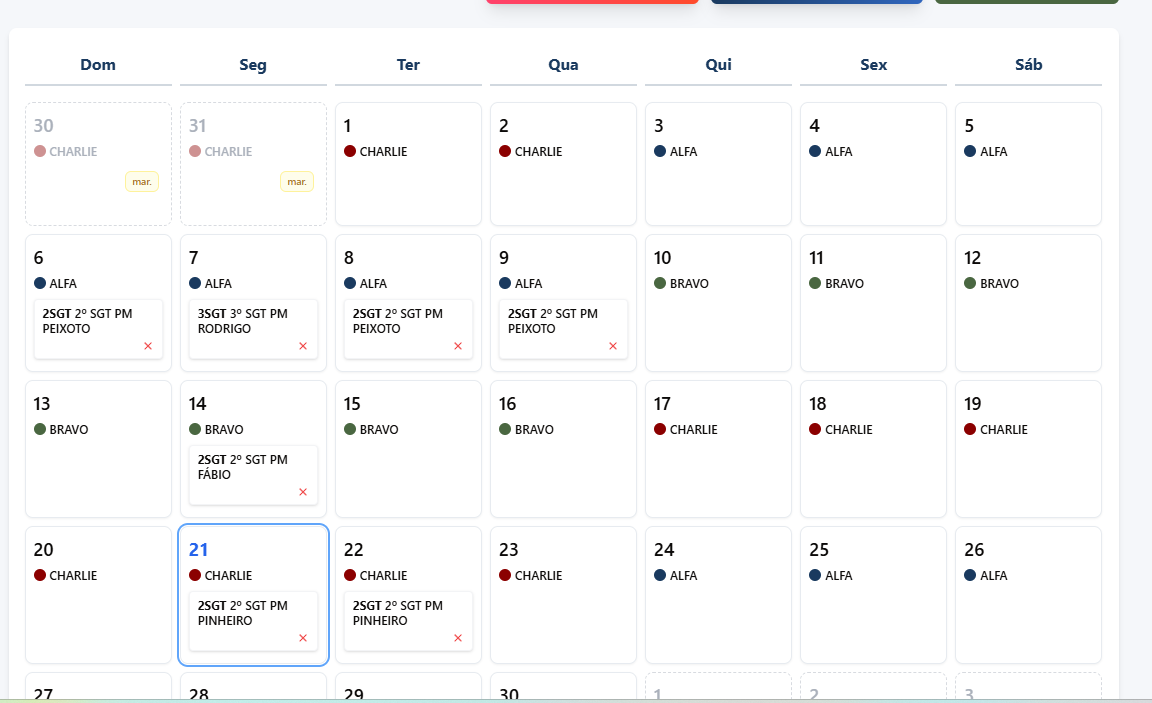 Dom Seg Ter Qua Qui Sex Sáb
30 31 1 2 3 4 5
CHARLIE CHARLIE CHARLIE CHARLIE ALFA ALFA ALFA
mar. mar.
6 7 8 9 10 11 12
ALFA ALFA ALFA ALFA BRAVO BRAVO BRAVO
2SGT 2º SGT PM 3SGT 3º SGT PM 2SGT 2º SGT PM 2SGT 2º SGT PM
PEIXOTO RODRIGO PEIXOTO PEIXOTO
× × × ×
13 14 15 16 17 18 19
BRAVO BRAVO BRAVO BRAVO CHARLIE CHARLIE CHARLIE
2SGT 2º SGT PM
FÁBIO
×
20 21 22 23 24 25 26
CHARLIE CHARLIE CHARLIE CHARLIE ALFA ALFA ALFA
2SGT 2º SGT PM 2SGT 2º SGT PM
PINHEIRO PINHEIRO
× ×
27 28 29 30 1 2 3